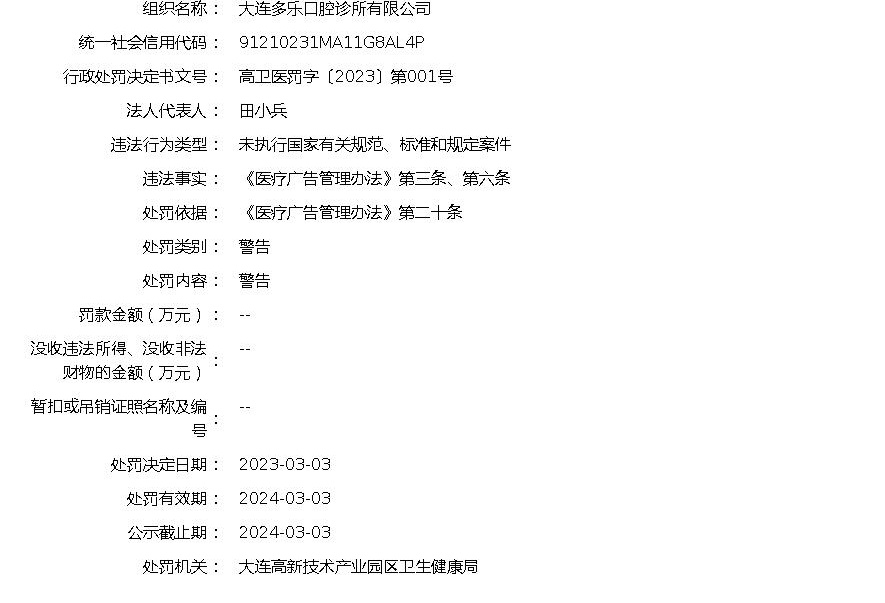 组织名称： 大连多乐口腔诊所有限公司
统一社会信用代码： 91210231MA11G8AL4P
行政处罚决定书文号： 高卫医罚字〔2023〕第001号
法人代表人： 田小兵
违法行为类型： 未执行国家有关规范、标准和规定案件
违法事实： 《医疗广告管理办法》第三条、第六条
处罚依据： 《医疗广告管理办法》第二十条
处罚类别： 警告
处罚内容： 警告
罚款金额（万元）： --
没收违法所得、没收非法
财物的金额（万元）： --
暂扣或吊销证照名称及编
号： --
处罚决定日期： 2023-03-03
处罚有效期： 2024-03-03
公示截止期： 2024-03-03
处罚机关： 大连高新技术产业园区卫生健康局